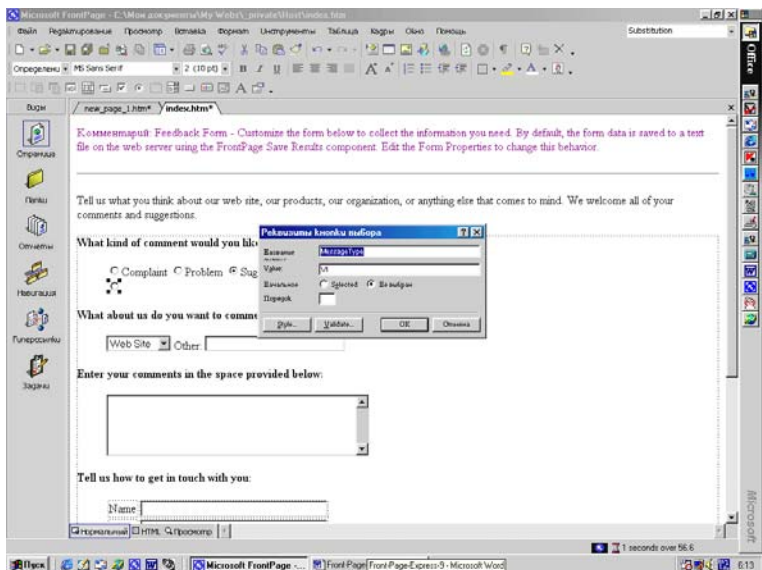 Microsoft FrontPage - C:\Мои документы\My Webs\_private\Host\index.htm
Файл Редактирование Просмотр Вставка Формат Инструменты Таблица Кадры Окно Помощь
Substitution
MS Sans Serif 2 (10 pt)
Office
Виды
new_page_1.htm* index.htm*
Комментарий: Feedback Form - Customize the form below to collect the information you need. By default, the form data is saved to a text
file on the web server using the FrontPage Save Results component. Edit the Form Properties to change this behavior.
Страница
Папки
Отчеты
Навигация
Гиперссылки
Задачи
Tell us what you think about our web site, our products, our organization, or anything else that comes to mind. We welcome all of your
comments and suggestions.
What kind of comment would you lik
Complaint Problem Sug
What about us do you want to comme
Web Site Other:
Реквизиты кнопки выбора
Название MessageType
Value: V1
Начальное Selected Не выбран
Порядок
Style... Validate... OK Отмена
Enter your comments in the space provided below:
Tell us how to get in touch with you:
Name
Нормальный HTML Просмотр
1 seconds over 56.6
Microsoft
Пуск Microsoft FrontPage -... Front-Page Front-Page-Express-9 - Microsoft Word 6:13